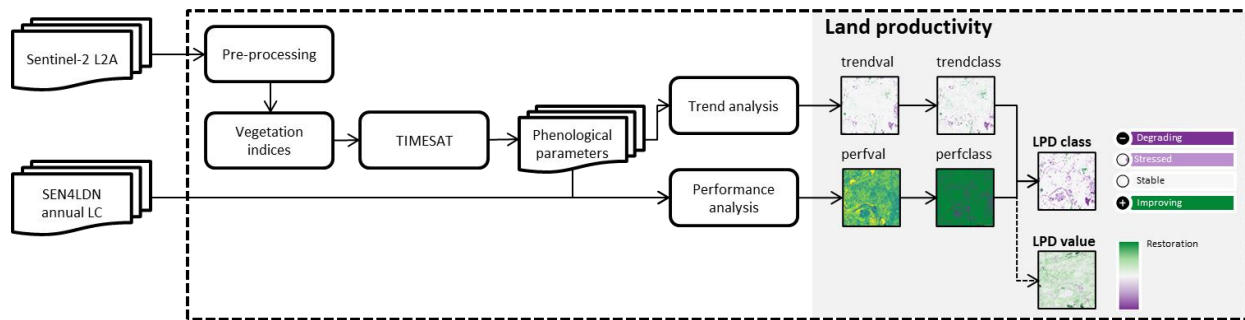 Land productivity
Sentinel-2 L2A
Pre-processing
Vegetation
indices
TIMESAT
Phenological
parameters
SEN4LDN
annual LC
Trend analysis
Performance
analysis
trendval
trendclass
perfval
perfclass
LPD class
Degrading
Stressed
Stable
Improving
LPD value
Restoration